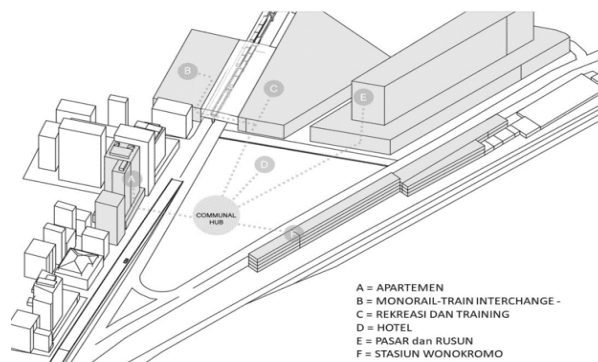 B
C
E
D
A
COMMUNAL
HUB
A = APARTEMEN
B = MONORAIL-TRAIN INTERCHANGE -
C = REKREASI DAN TRAINING
D = HOTEL
E = PASAR dan RUSUN
F = STASIUN WONOKROMO